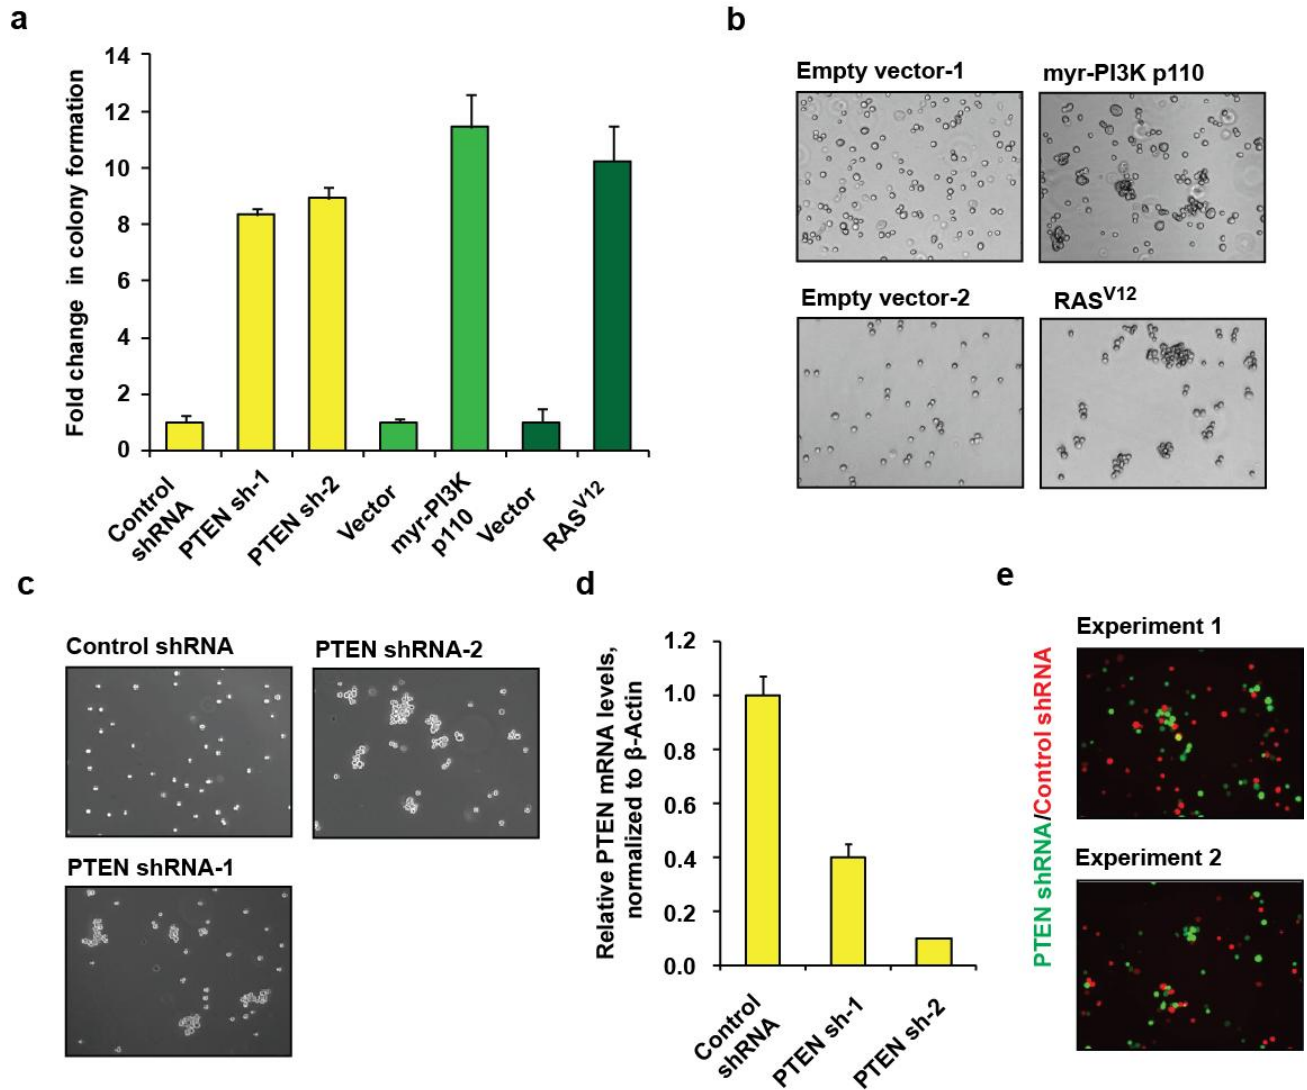 a
14
12
10
8
6
4
2
0
Fold change in colony formation
Control
shRNA
PTEN sh-1
PTEN sh-2
Vector
myr-PI3K
p110
Vector
RASV12
b
Empty vector-1
myr-PI3K p110
Empty vector-2
RASV12
c
Control shRNA
PTEN shRNA-2
PTEN shRNA-1
d
1.2
1.0
0.8
0.6
0.4
0.2
0.0
Relative PTEN mRNA levels,
normalized to β-Actin
Control
shRNA
PTEN sh-1
PTEN sh-2
e
PTEN shRNA/Control shRNA
Experiment 1
Experiment 2